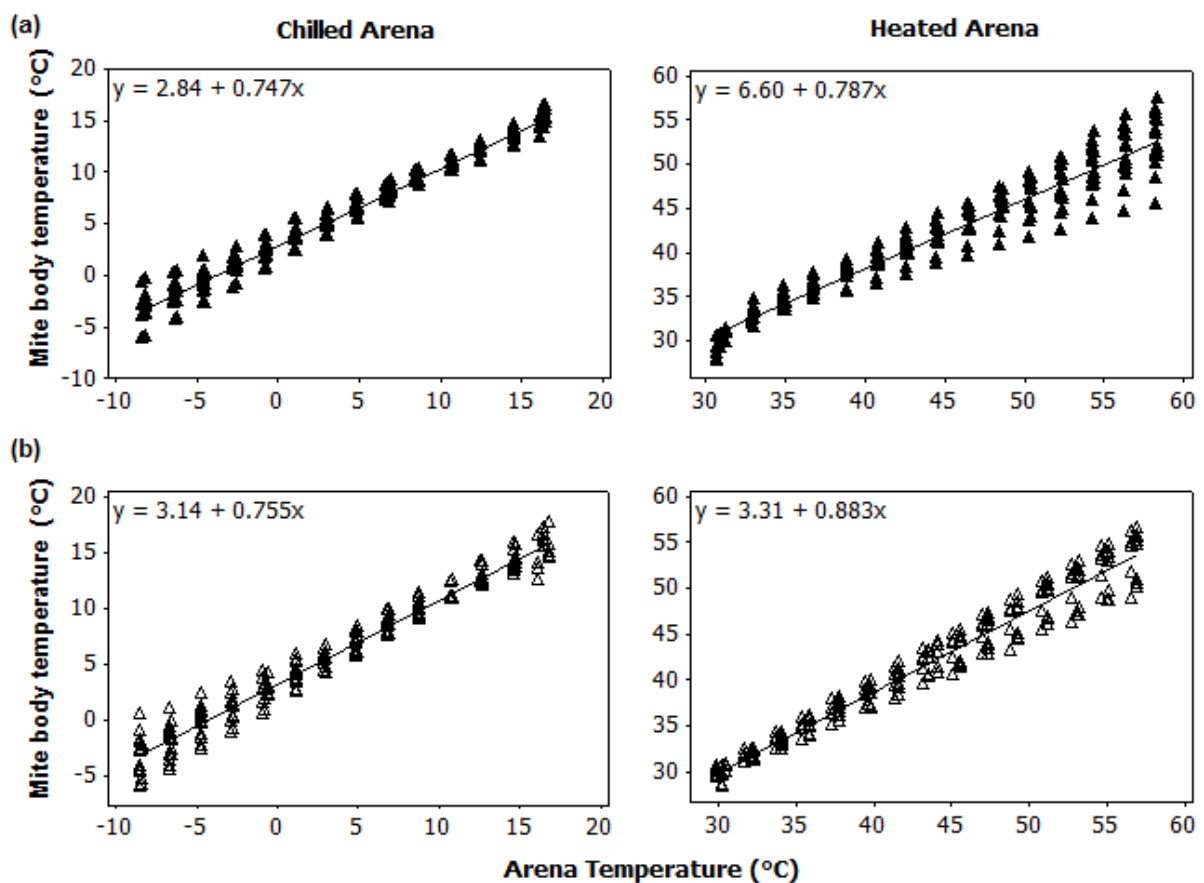 (a)
Chilled Arena
Heated Arena
Mite body temperature (°C)
y = 2.84 + 0.747x
20
15
10
5
0
-5
-10
-10 -5 0 5 10 15 20
y = 6.60 + 0.787x
60
55
50
45
40
35
30
30 35 40 45 50 55 60
(b)
Mite body temperature (°C)
y = 3.14 + 0.755x
20
15
10
5
0
-5
-10 -5 0 5 10 15 20
y = 3.31 + 0.883x
60
55
50
45
40
35
30
30 35 40 45 50 55 60
Arena Temperature (°C)